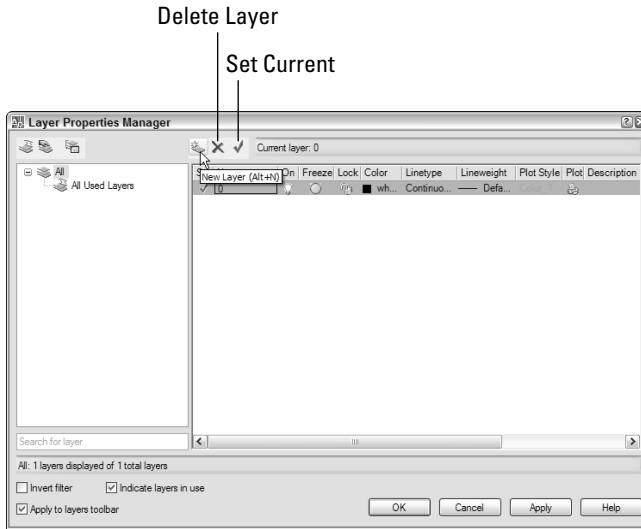 Delete Layer
Set Current
Layer Properties Manager
Current layer: 0
All
All Used Layers
New Layer (Alt+N)
On Freeze Lock Color Linetype Lineweight Plot Style Plot Description
0 wh... Continuo... Defa... Color_7
Search for layer
All: 1 layers displayed of 1 total layers
Invert filter Indicate layers in use
Apply to layers toolbar
OK Cancel Apply Help